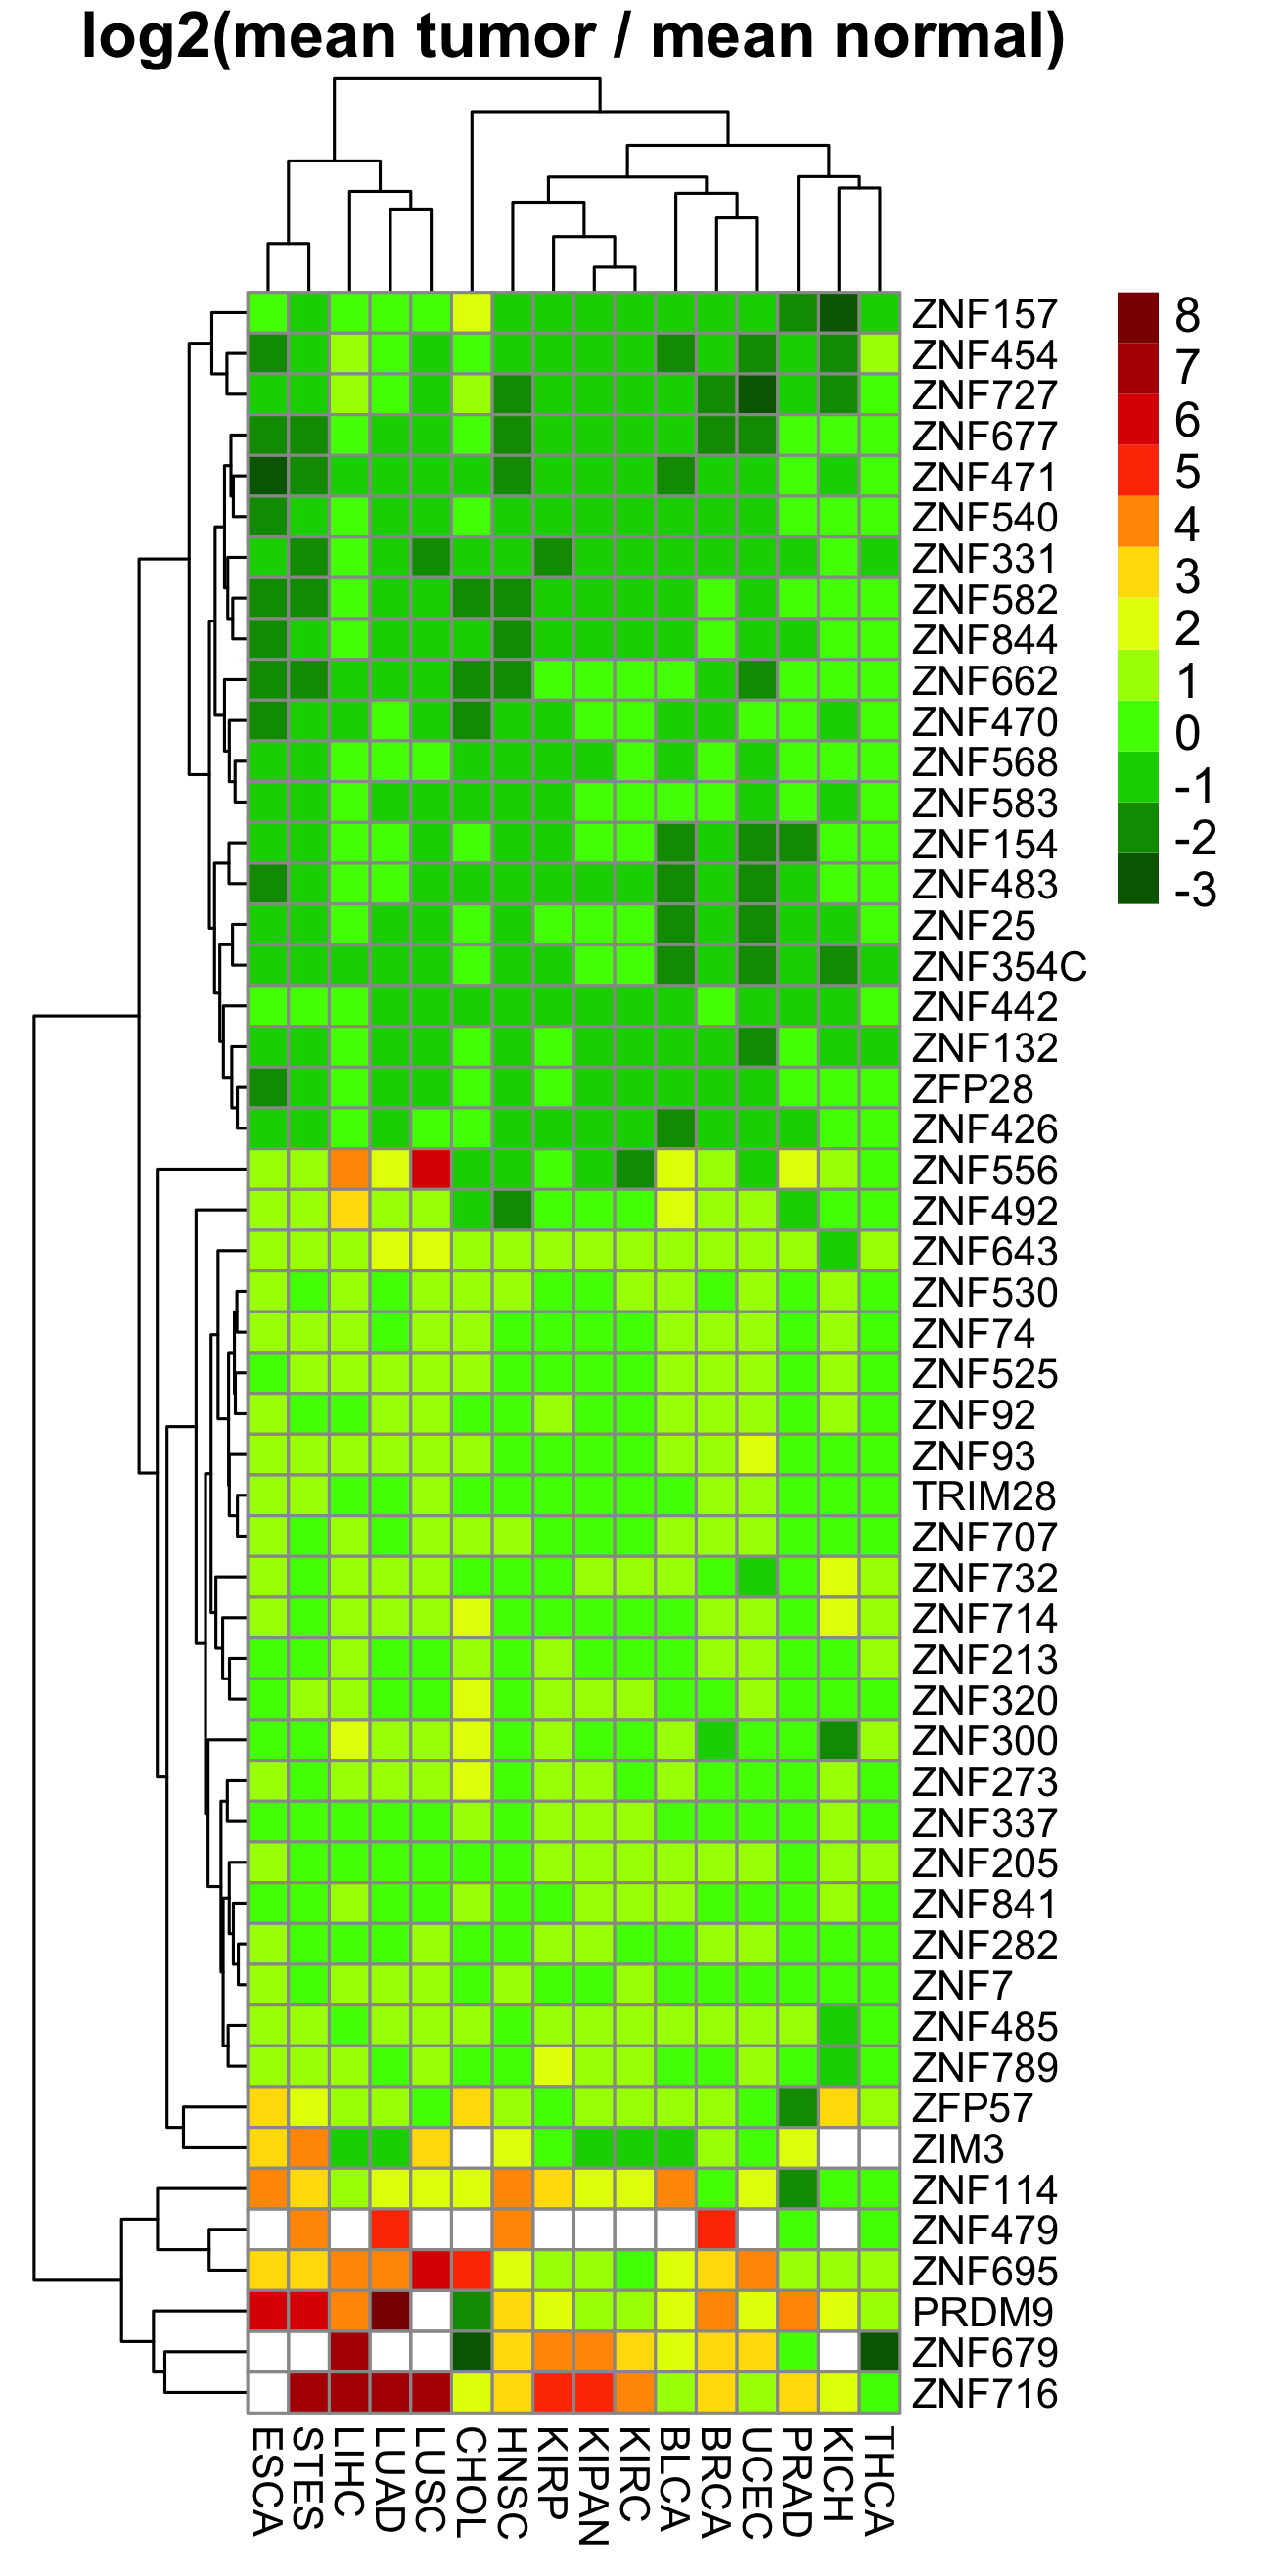 log2(mean tumor / mean normal)
ZNF157
ZNF454
ZNF727
ZNF677
ZNF471
ZNF540
ZNF331
ZNF582
ZNF844
ZNF662
ZNF470
ZNF568
ZNF583
ZNF154
ZNF483
ZNF25
ZNF354C
ZNF442
ZNF132
ZFP28
ZNF426
ZNF556
ZNF492
ZNF643
ZNF530
ZNF74
ZNF525
ZNF92
ZNF93
TRIM28
ZNF707
ZNF732
ZNF714
ZNF213
ZNF320
ZNF300
ZNF273
ZNF337
ZNF205
ZNF841
ZNF282
ZNF7
ZNF485
ZNF789
ZFP57
ZIM3
ZNF114
ZNF479
ZNF695
PRDM9
ZNF679
ZNF716
8
7
6
5
4
3
2
1
0
-1
-2
-3
ESCA
STES
LIHC
LUAD
LUSC
CHOL
HNSC
KIRP
KIPAN
KIRC
BLCA
BRCA
UCEC
PRAD
KICH
THCA